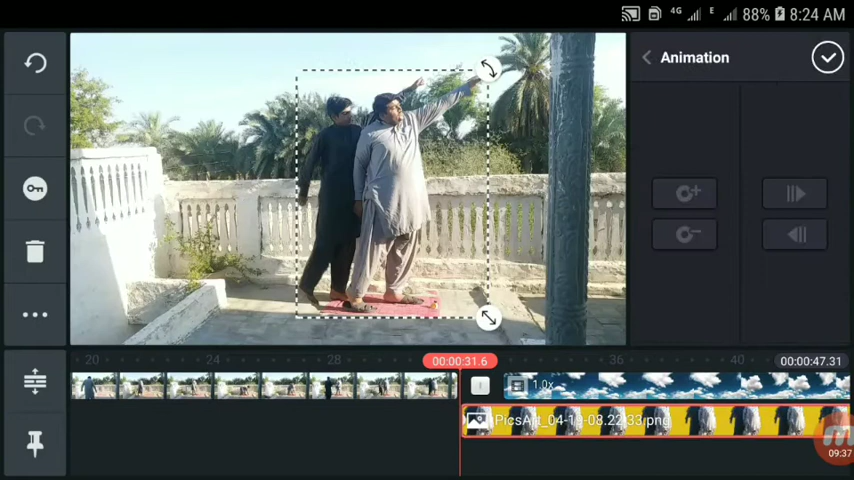 4G E 88% 8:24 AM
Animation
20 24 28 00:00:31.6 36 40 00:00:47.31
1.0x
PicsArt_04-19-08.22.33.png
09:37